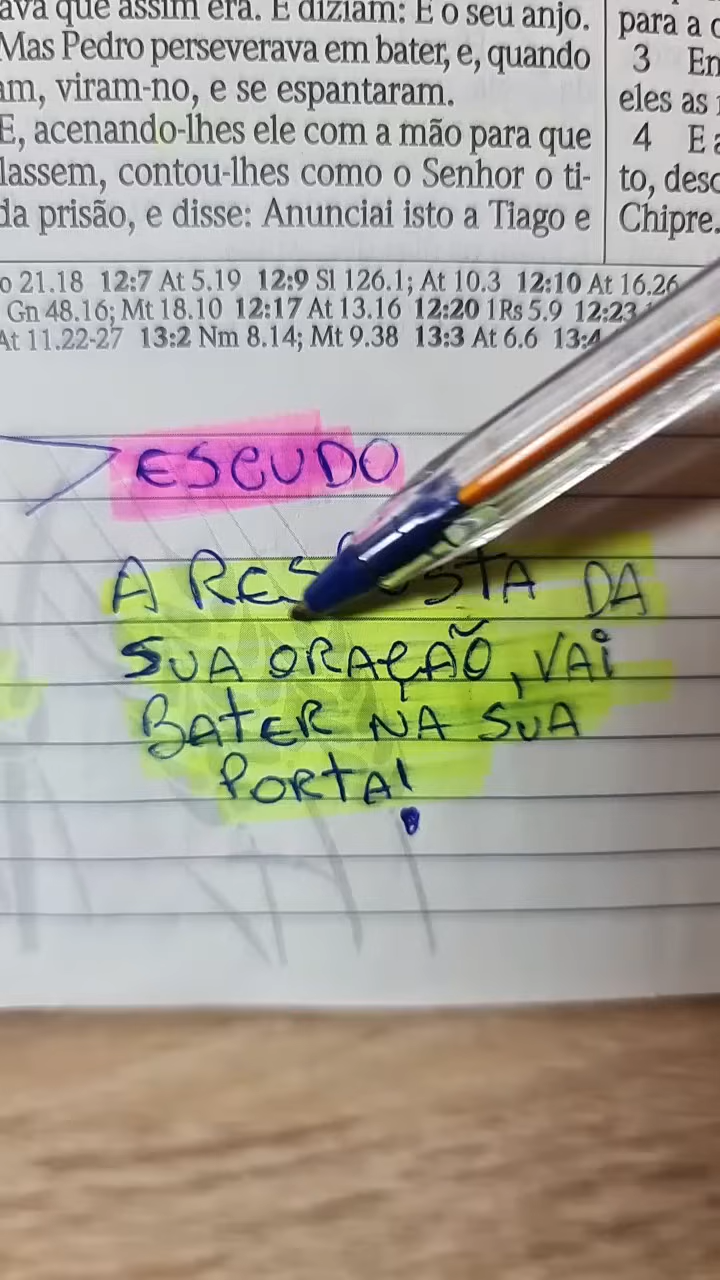 ava que assim era. E diziam: É o seu anjo.
Mas Pedro perseverava em bater, e, quando
am, viram-no, e se espantaram.
E, acenando-lhes ele com a mão para que
lassem, contou-lhes como o Senhor o ti-
da prisão, e disse: Anunciai isto a Tiago e
para a
3 En
eles as
4 E a
to, desc
Chipre.
o 21.18 12:7 At 5.19 12:9 Sl 126.1; At 10.3 12:10 At 16.26
Gn 48.16; Mt 18.10 12:17 At 13.16 12:20 1Rs 5.9 12:23
At 11.22-27 13:2 Nm 8.14; Mt 9.38 13:3 At 6.6 13:4
ESCUDO
A RESPOSTA DA
SUA ORAÇÃO, VAI
BATER NA SUA
PORTA!